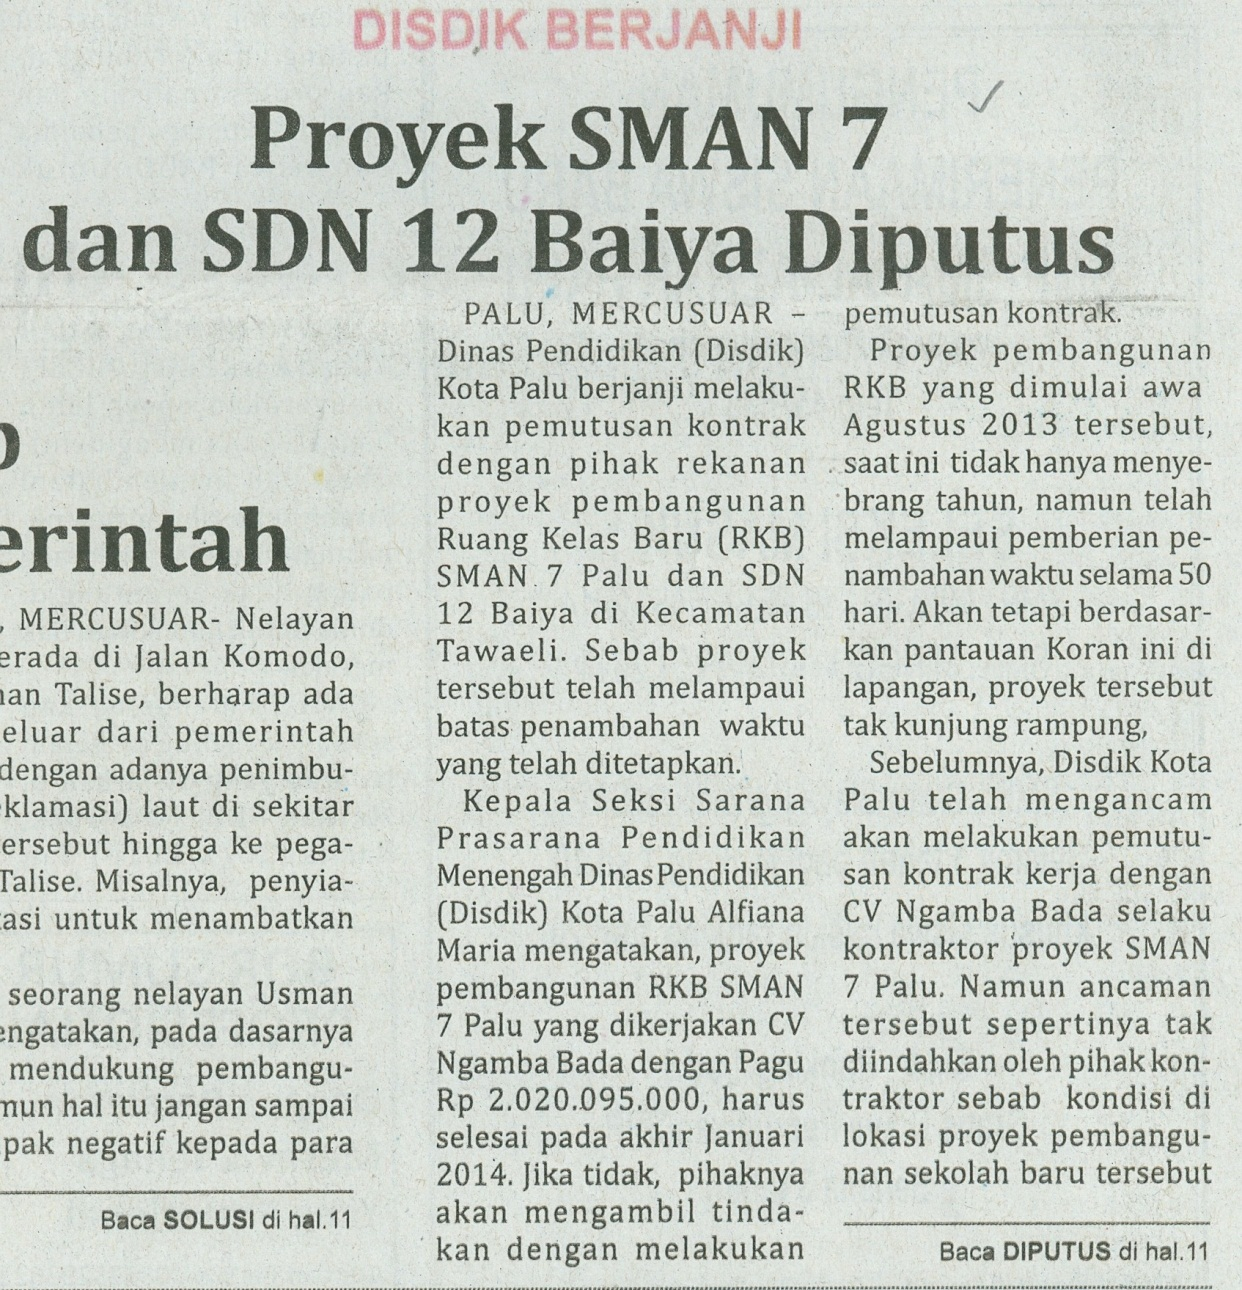 DISDIK BERJANJI
Proyek SMAN 7
dan SDN 12 Baiya Diputus
erintah
, MERCUSUAR- Nelayan
erada di Jalan Komodo,
an Talise, berharap ada
eluar dari pemerintah
dengan adanya penimbu-
klamasi) laut di sekitar
ersebut hingga ke pega-
Talise. Misalnya, penyia-
asi untuk menambatkan
seorang nelayan Usman
engatakan, pada dasarnya
mendukung pembangu-
mun hal itu jangan sampai
pak negatif kepada para
Baca SOLUSI di hal.11
PALU, MERCUSUAR –
Dinas Pendidikan (Disdik)
Kota Palu berjanji melaku-
kan pemutusan kontrak
dengan pihak rekanan
proyek pembangunan
Ruang Kelas Baru (RKB)
SMAN 7 Palu dan SDN
12 Baiya di Kecamatan
Tawaeli. Sebab proyek
tersebut telah melampaui
batas penambahan waktu
yang telah ditetapkan.
Kepala Seksi Sarana
Prasarana Pendidikan
Menengah Dinas Pendidikan
(Disdik) Kota Palu Alfiana
Maria mengatakan, proyek
pembangunan RKB SMAN
7 Palu yang dikerjakan CV
Ngamba Bada dengan Pagu
Rp 2.020.095.000, harus
selesai pada akhir Januari
2014. Jika tidak, pihaknya
akan mengambil tinda-
kan dengan melakukan
pemutusan kontrak.
Proyek pembangunan
RKB yang dimulai awa
Agustus 2013 tersebut,
saat ini tidak hanya menye-
brang tahun, namun telah
melampaui pemberian pe-
nambahan waktu selama 50
hari. Akan tetapi berdasar-
kan pantauan Koran ini di
lapangan, proyek tersebut
tak kunjung rampung,
Sebelumnya, Disdik Kota
Palu telah mengancam
akan melakukan pemutu-
san kontrak kerja dengan
CV Ngamba Bada selaku
kontraktor proyek SMAN
7 Palu. Namun ancaman
tersebut sepertinya tak
diindahkan oleh pihak kon-
traktor sebab kondisi di
lokasi proyek pembangu-
nan sekolah baru tersebut
Baca DIPUTUS di hal.11